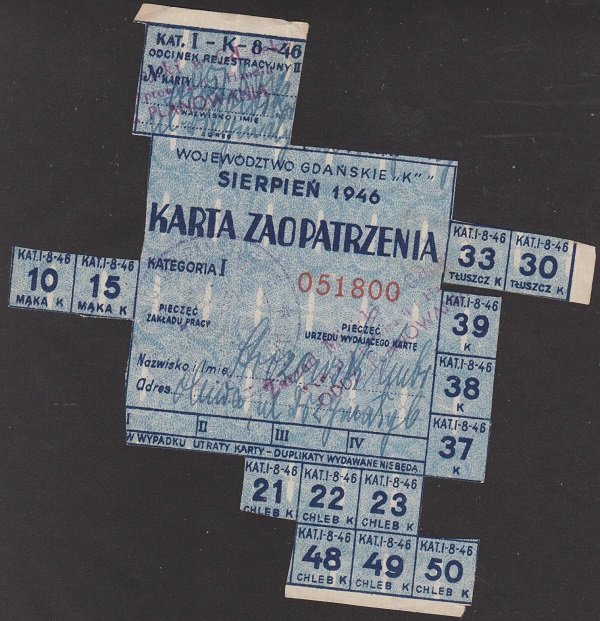 KAT. I - K-8-46
ODCINEK REJESTRACYJNY II
№ KARTY
PLANOWANIA
NAZWISKO I IMIĘ
ADRES
WOJEWÓDZTWO GDAŃSKIE „K"
SIERPIEŃ 1946
KARTA ZAOPATRZENIA
KATEGORIA I
051800
PIECZĘĆ
ZAKŁADU PRACY
PIECZĘĆ
URZĘDU WYDAJĄCEGO KARTĘ
Nazwisko i Imię
Adres
I II III IV
W WYPADKU UTRATY KARTY - DUPLIKATY WYDAWANE NIE BĘDĄ.
KAT.I-8-46
10
MĄKA K
KAT.I-8-46
15
MĄKA K
KAT.I-8-46
33
TŁUSZCZ K
KAT.I-8-46
30
TŁUSZCZ K
KAT.I-8-46
39
K
KAT.I-8-46
38
K
KAT.I-8-46
37
K
KAT.I-8-46
21
CHLEB K
KAT.I-8-46
22
CHLEB K
KAT.I-8-46
23
CHLEB K
KAT.I-8-46
48
CHLEB K
KAT.I-8-46
49
CHLEB K
KAT.I-8-46
50
CHLEB K